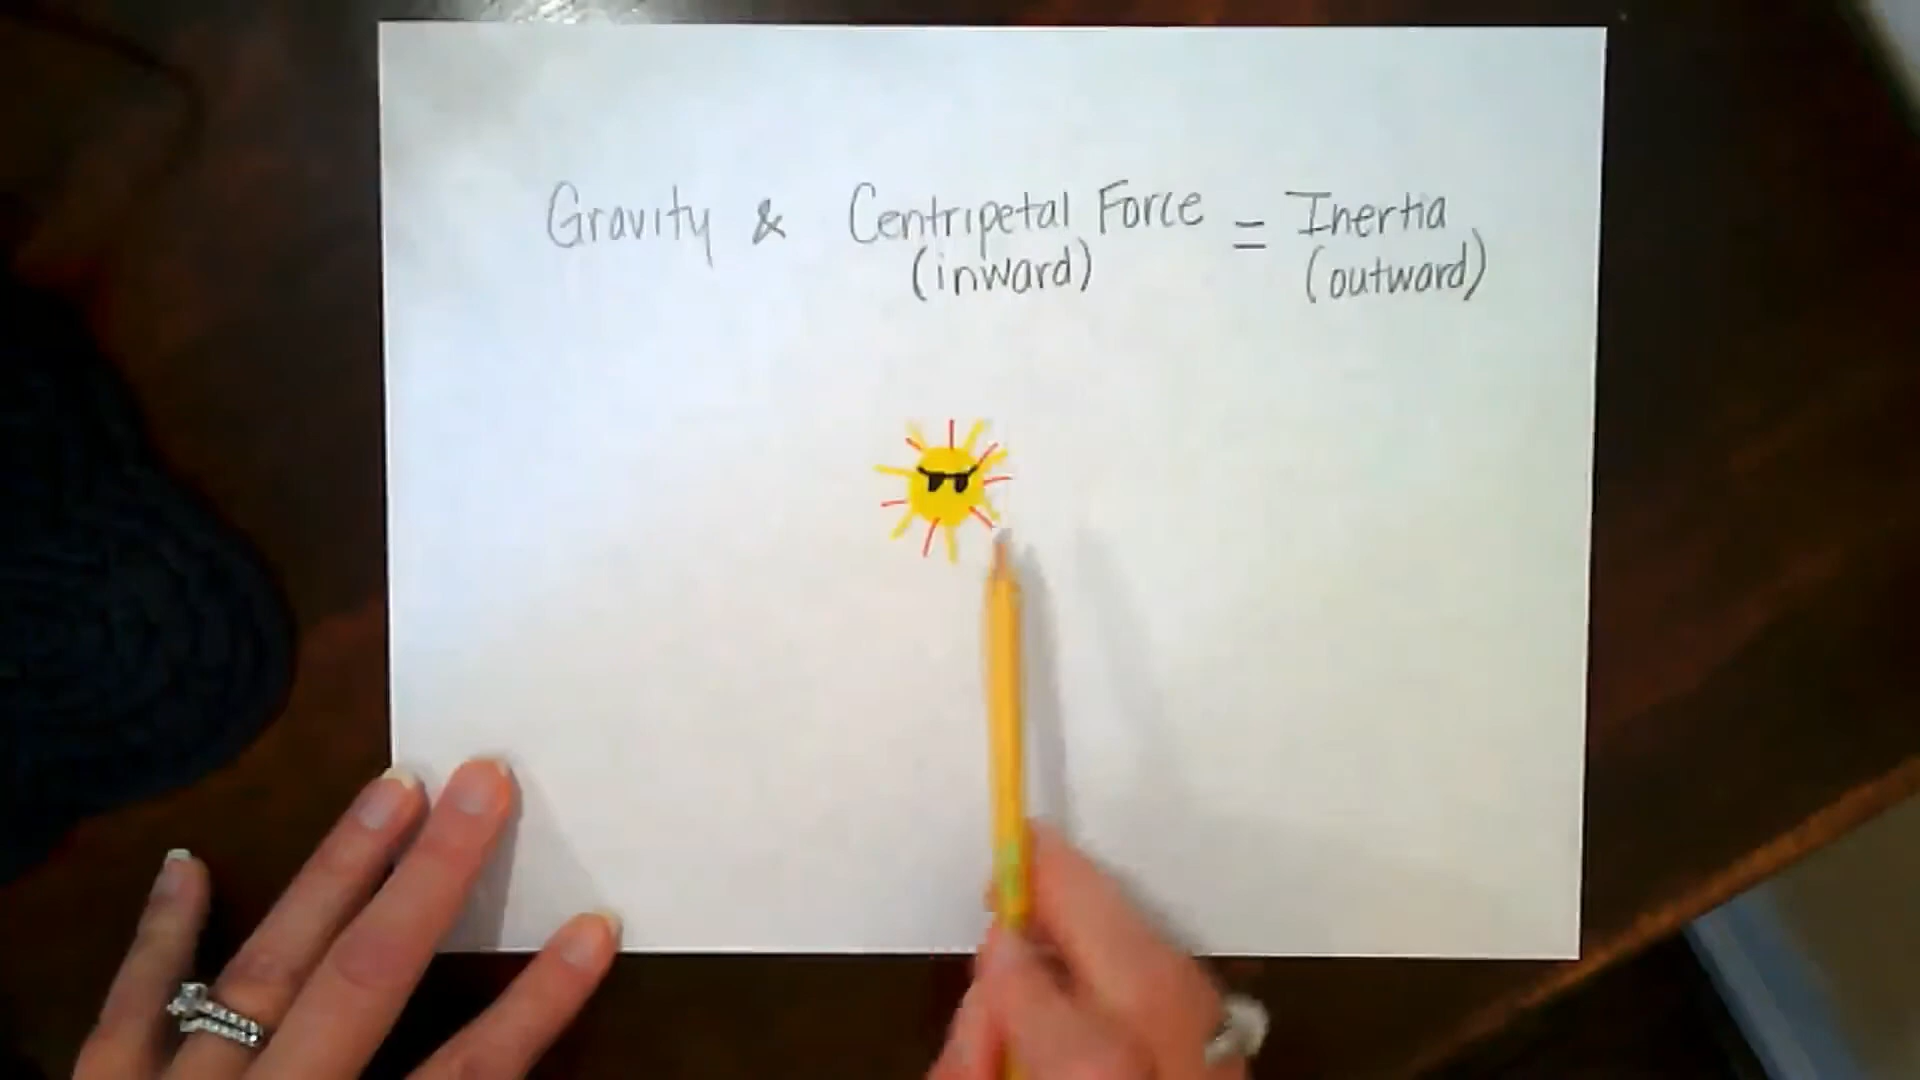 Gravity & Centripetal Force = Inertia
(inward) (outward)